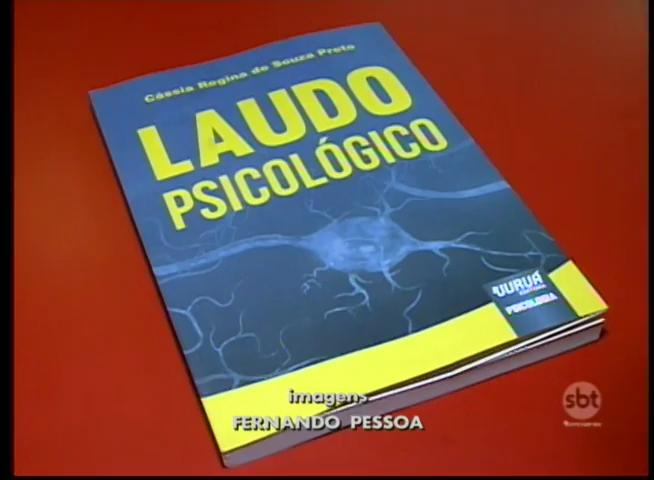 Cássia Regina de Souza Preto
LAUDO
PSICOLÓGICO
JURUÁ
PSICOLOGIA
imagens
FERNANDO PESSOA
sbt